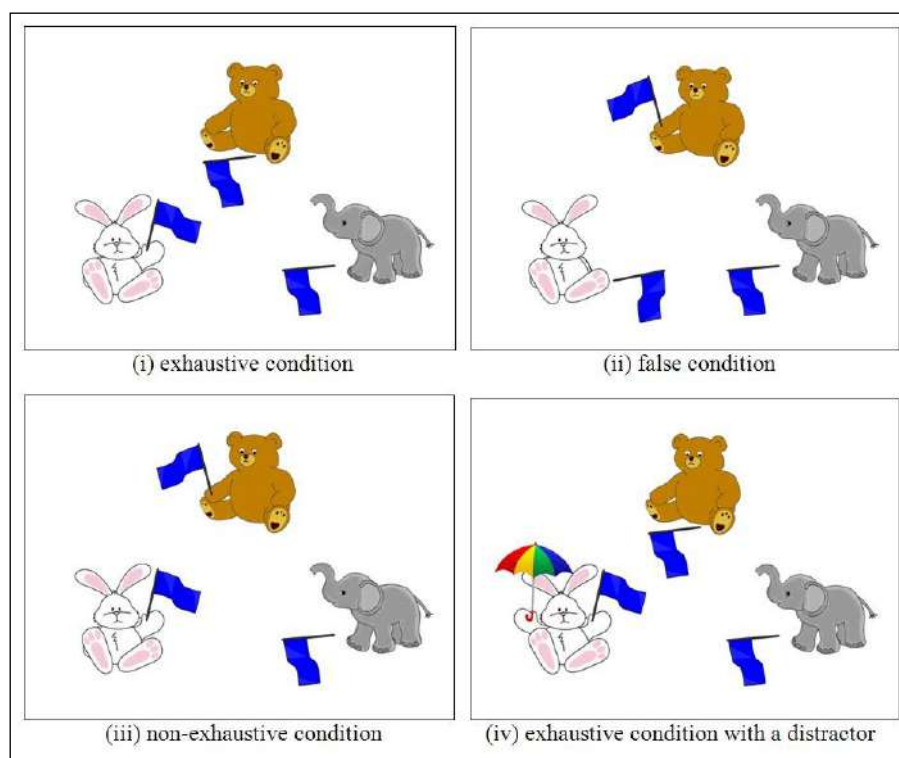 (i) exhaustive condition
(ii) false condition
(iii) non-exhaustive condition
(iv) exhaustive condition with a distractor